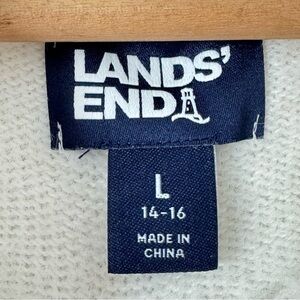 LANDS'
END
L
14-16
MADE IN
CHINA